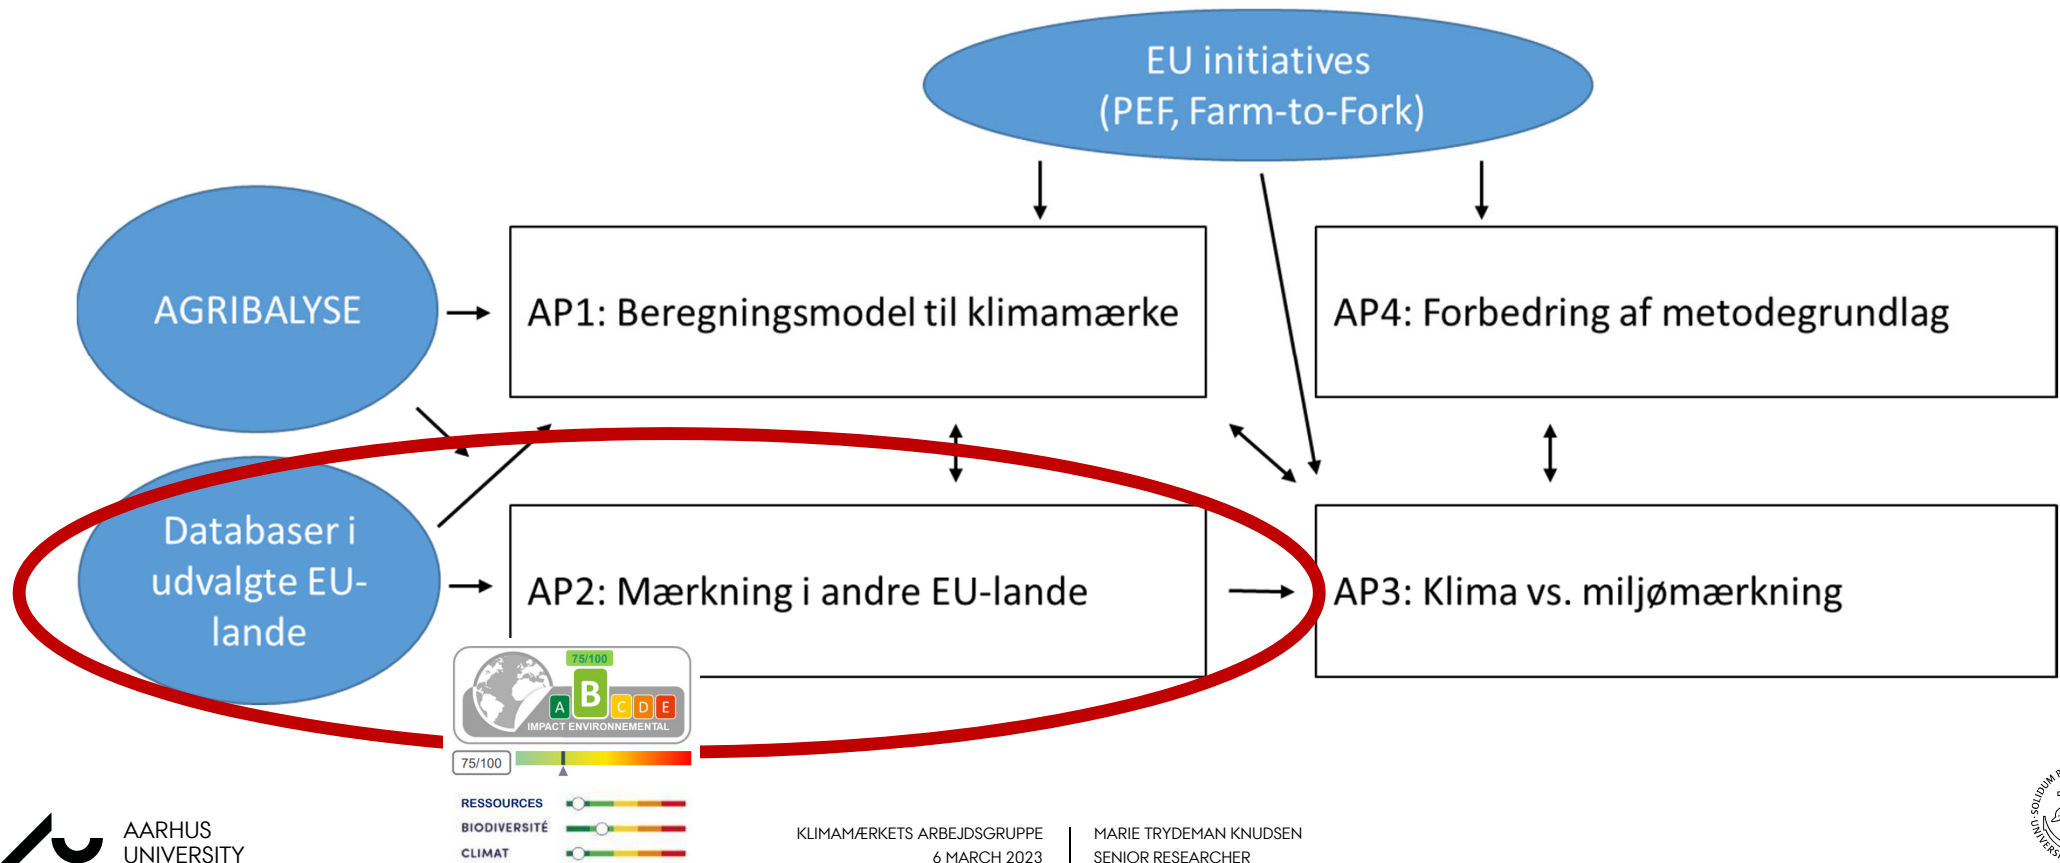 EU initiatives
(PEF, Farm-to-Fork)
AGRIBALYSE
AP1: Beregningsmodel til klimamærke
AP4: Forbedring af metodegrundlag
Databaser i
udvalgte EU-
lande
AP2: Mærkning i andre EU-lande
AP3: Klima vs. miljømærkning
75/100
A B C D E
IMPACT ENVIRONNEMENTAL
75/100
RESSOURCES
BIODIVERSITÉ
CLIMAT
AARHUS
UNIVERSITY
KLIMAMÆRKETS ARBEJDSGRUPPE
6 MARCH 2023
MARIE TRYDEMAN KNUDSEN
SENIOR RESEARCHER
SOLIDUM